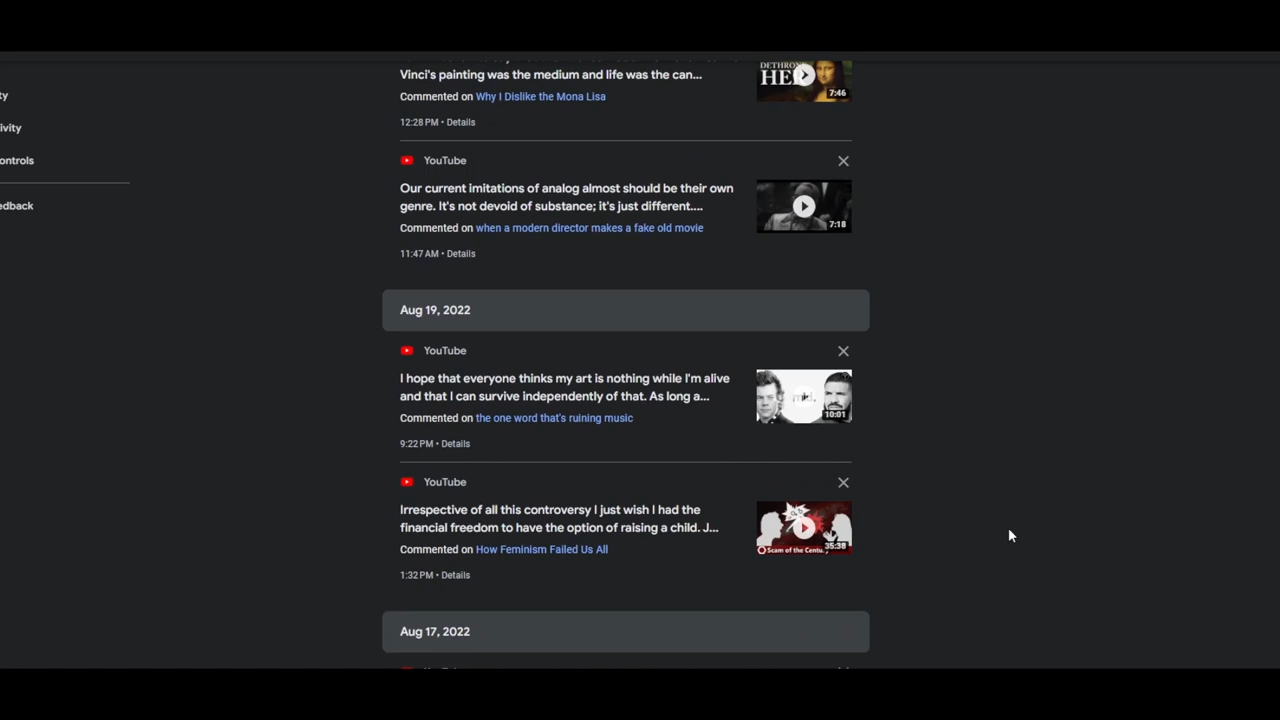 Vinci's painting was the medium and life was the can...
DETHRON
HER
7:46
Commented on Why I Dislike the Mona Lisa
ty
12:28 PM • Details
ivity
ontrols
YouTube
Our current imitations of analog almost should be their own
genre. It's not devoid of substance; it's just different....
7:18
edback
Commented on when a modern director makes a fake old movie
11:47 AM • Details
Aug 19, 2022
YouTube
I hope that everyone thinks my art is nothing while I'm alive
and that I can survive independently of that. As long a...
mid.
10:01
Commented on the one word that's ruining music
9:22 PM • Details
YouTube
Irrespective of all this controversy I just wish I had the
financial freedom to have the option of raising a child. J...
Scam of the Centu
35:38
Commented on How Feminism Failed Us All
1:32 PM • Details
Aug 17, 2022